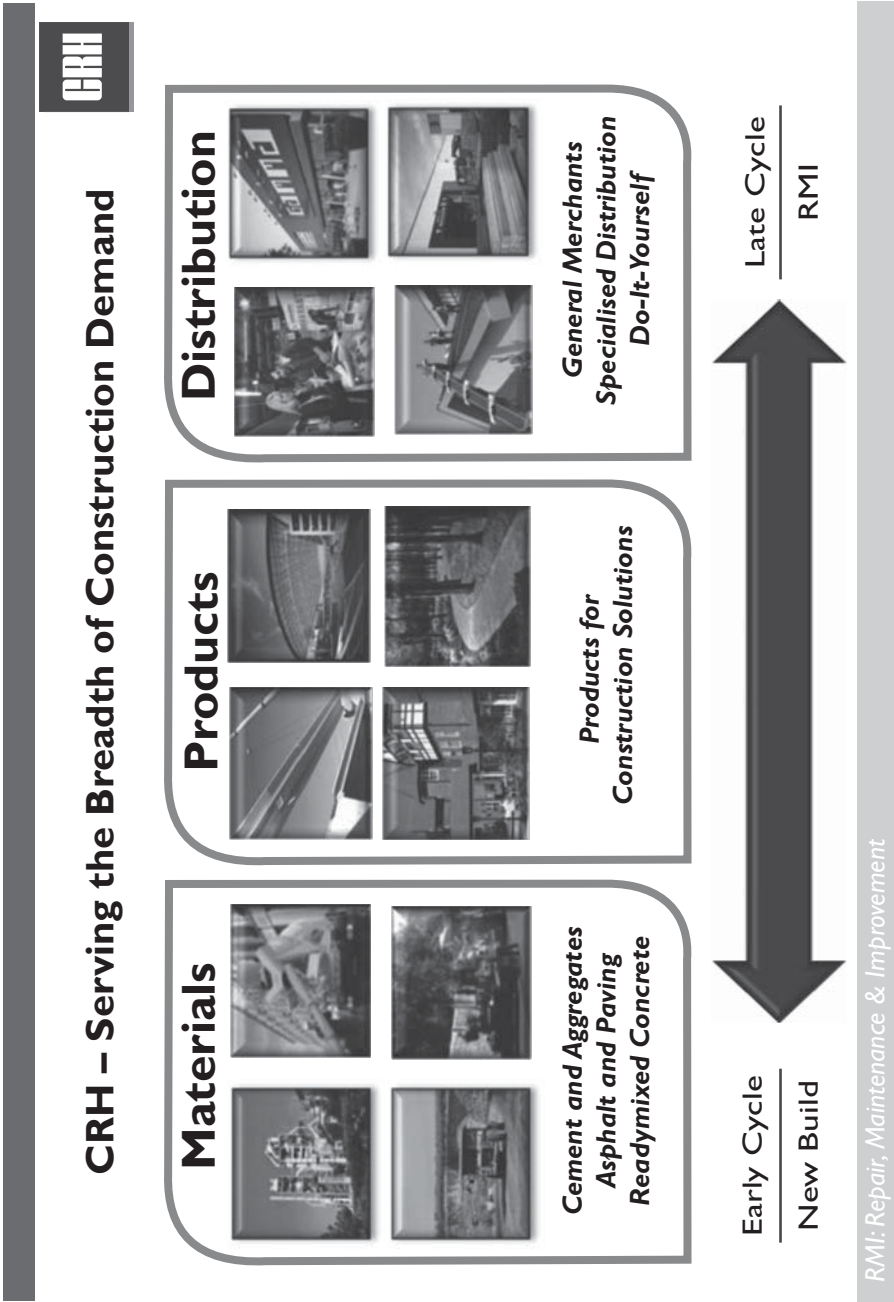 CRH
CRH – Serving the Breadth of Construction Demand
Materials
Cement and Aggregates
Asphalt and Paving
Readymixed Concrete
Products
Products for
Construction Solutions
Distribution
General Merchants
Specialised Distribution
Do-It-Yourself
Early Cycle
New Build
Late Cycle
RMI
RMI: Repair, Maintenance & Improvement